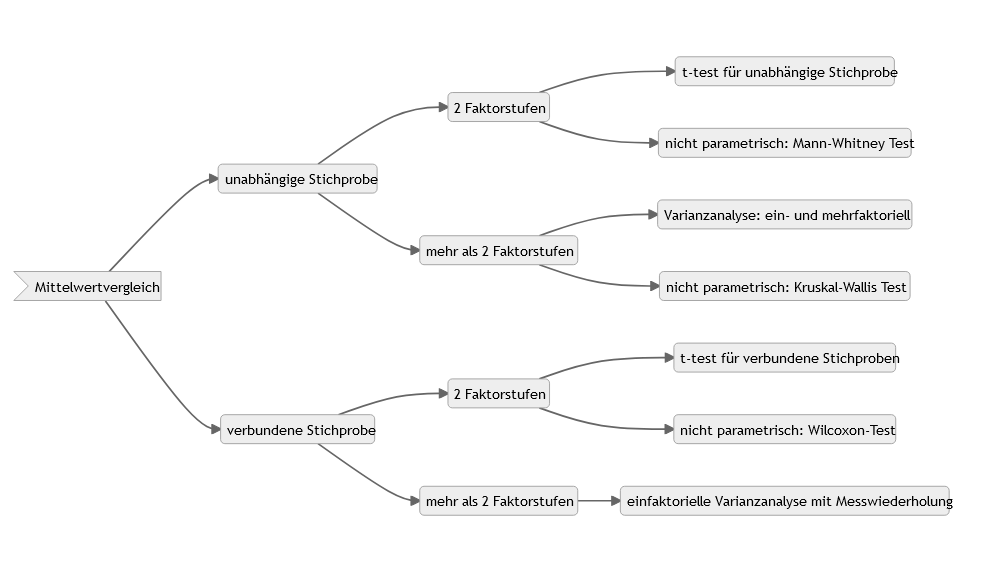 t-test für unabhängige Stichprobe
2 Faktorstufen
nicht parametrisch: Mann-Whitney Test
unabhängige Stichprobe
Varianzanalyse: ein- und mehrfaktoriell
mehr als 2 Faktorstufen
Mittelwertvergleich
nicht parametrisch: Kruskal-Wallis Test
t-test für verbundene Stichproben
2 Faktorstufen
verbundene Stichprobe
nicht parametrisch: Wilcoxon-Test
mehr als 2 Faktorstufen
einfaktorielle Varianzanalyse mit Messwiederholung